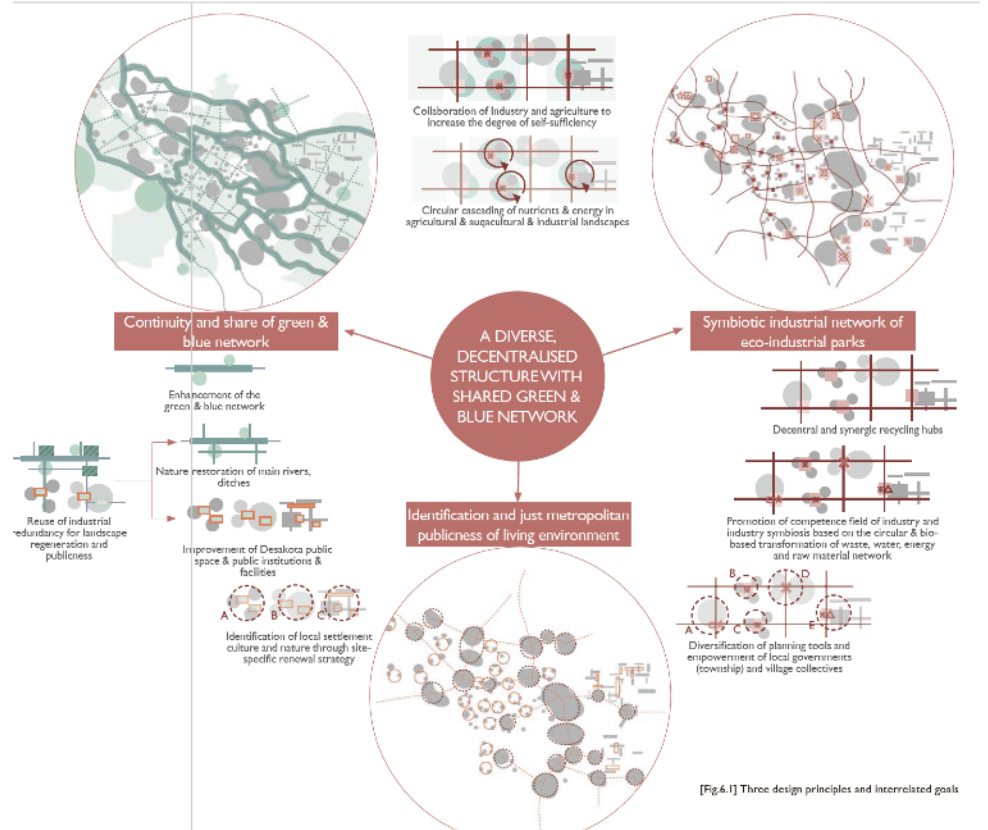 Collaboration of Industry and agriculture to
Increase the degree of self-sufficiency
Circular cascading of nutrients & energy in
agricultural & auqacultural & industrial landscapes
Continuity and share of green &
blue network
A DIVERSE,
DECENTRALISED
STRUCTURE WITH
SHARED GREEN &
BLUE NETWORK
Symbiotic industrial network of
eco-industrial parks
Enhancement of the
green & blue network
Nature restoration of main rivers,
ditches
Reuse of industrial
redundancy for landscape
regeneration and
publicness
Improvement of Desakota public
space & public institutions &
facilities
A
B
C
Identification of local settlement
culture and nature through site-
specific renewal strategy
Identification and just metropolitan
publicness of living environment
Decentral and synergic recycling hubs
Promotion of competence field of industry and
industry symbiosis based on the circular & bio-
based transformation of waste, water, energy
and raw material network
B
D
A
C
E
Diversification of planning tools and
empowerment of local governments
(township) and village collectives
[Fig.6.1] Three design principles and interrelated goals